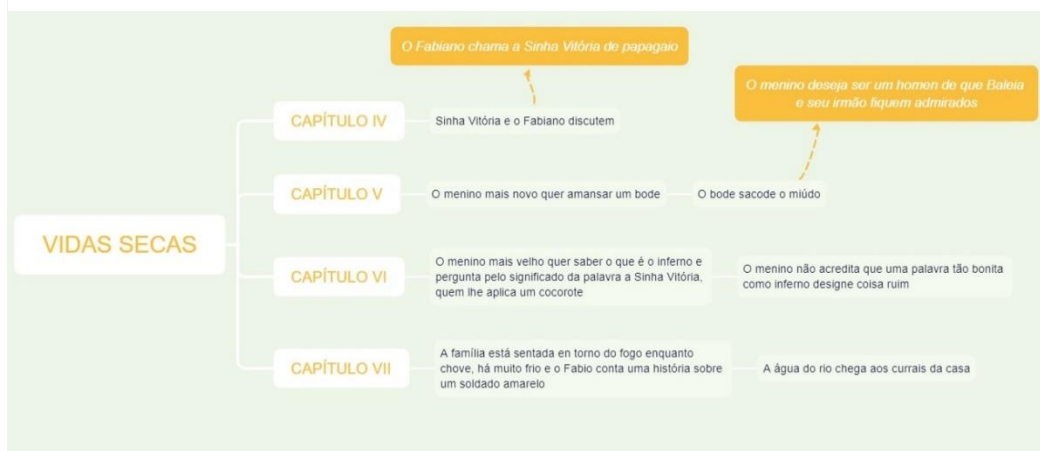 O Fabiano chama a Sinha Vitória de papagaio
O menino deseja ser um homen de que Baleia
e seu irmão fiquem admirados
CAPÍTULO IV
Sinha Vitória e o Fabiano discutem
CAPÍTULO V
O menino mais novo quer amansar um bode
O bode sacode o miúdo
VIDAS SECAS
CAPÍTULO VI
O menino mais velho quer saber o que é o inferno e
pergunta pelo significado da palavra a Sinha Vitória,
quem lhe aplica um cocorote
O menino não acredita que uma palavra tão bonita
como inferno designe coisa ruim
CAPÍTULO VII
A família está sentada en torno do fogo enquanto
chove, há muito frio e o Fabio conta uma história sobre
um soldado amarelo
A água do rio chega aos currais da casa